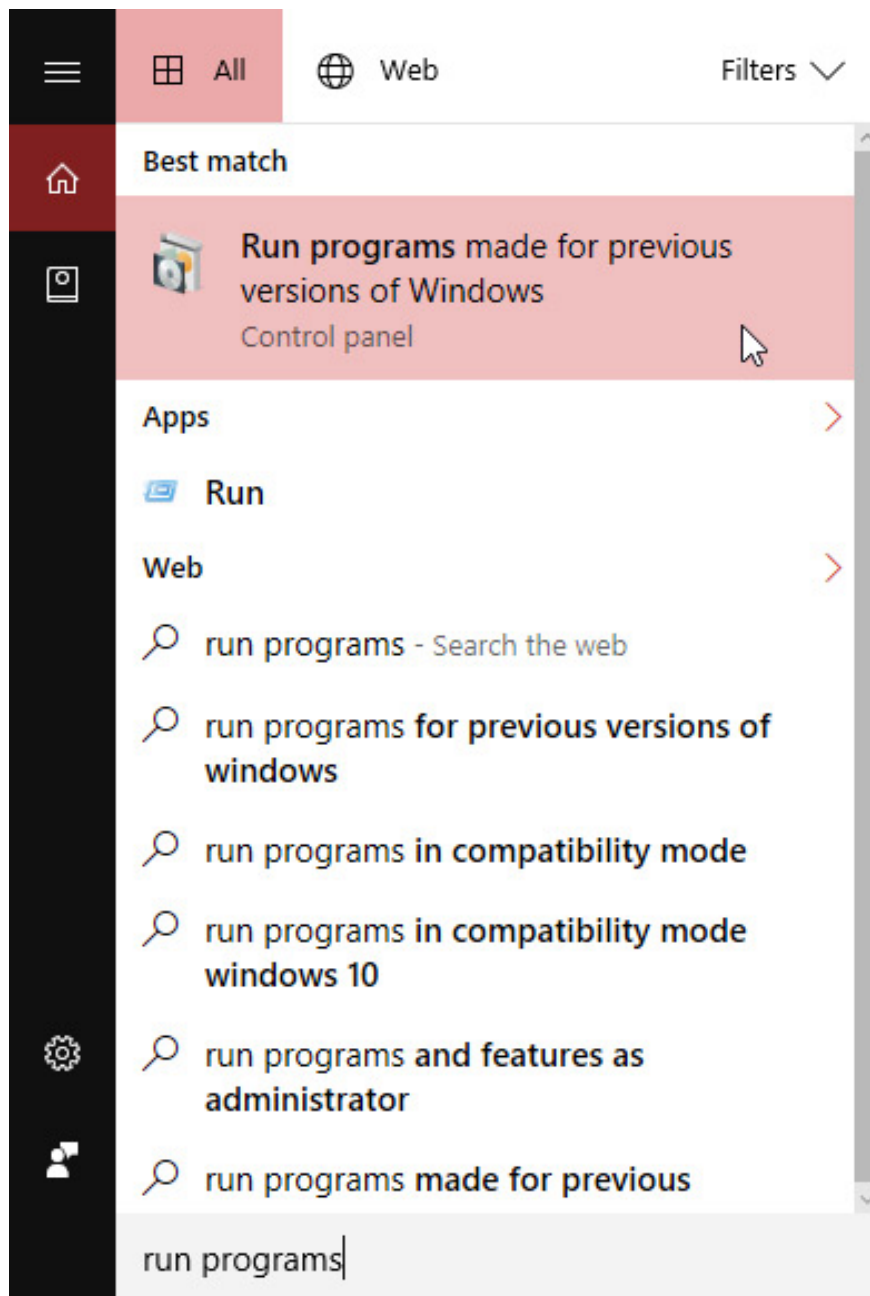 All Web Filters
Best match
Run programs made for previous
versions of Windows
Control panel
Apps
Run
Web
run programs - Search the web
run programs for previous versions of
windows
run programs in compatibility mode
run programs in compatibility mode
windows 10
run programs and features as
administrator
run programs made for previous
run programs